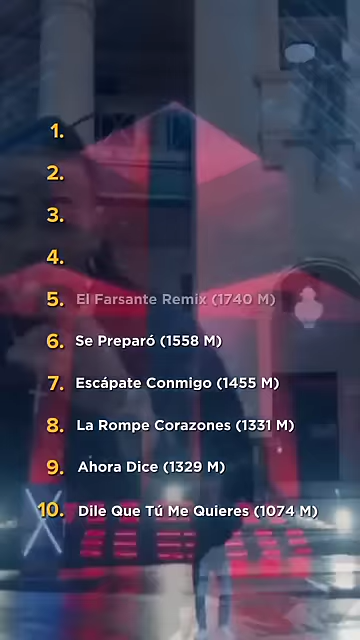 1.
2.
3.
4.
5. El Farsante Remix (1740 M)
6. Se Preparó (1558 M)
7. Escápate Conmigo (1455 M)
8. La Rompe Corazones (1331 M)
9. Ahora Dice (1329 M)
10. Dile Que Tú Me Quieres (1074 M)